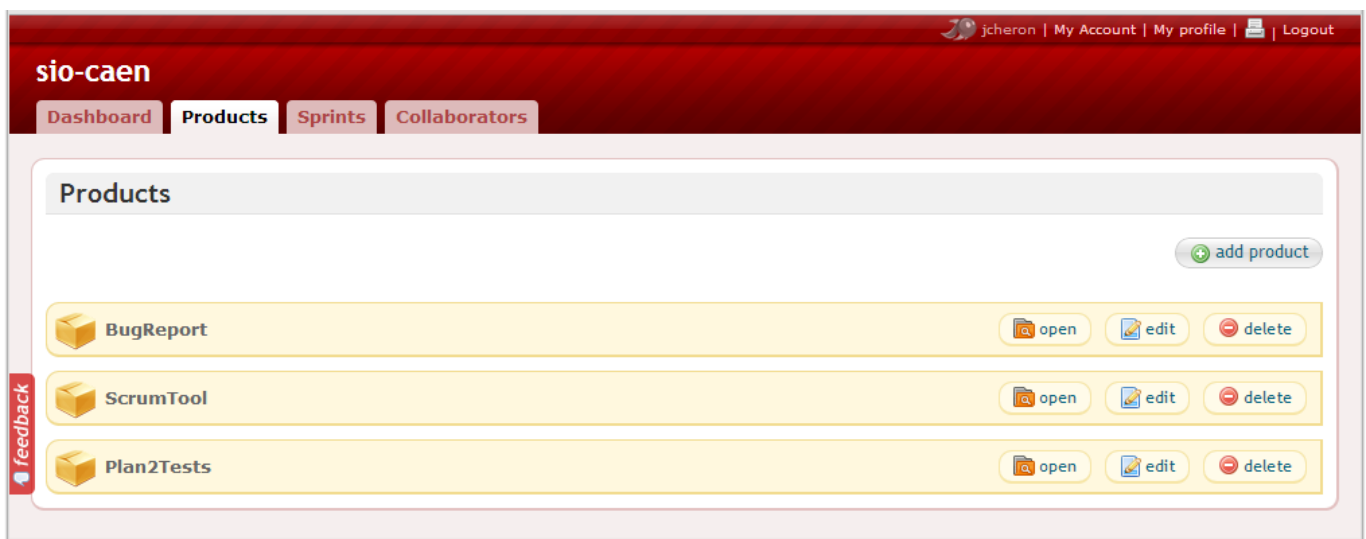 jcheron | My Account | My profile | | Logout
sio-caen
Dashboard Products Sprints Collaborators
Products
add product
BugReport open edit delete
ScrumTool open edit delete
feedback
Plan2Tests open edit delete